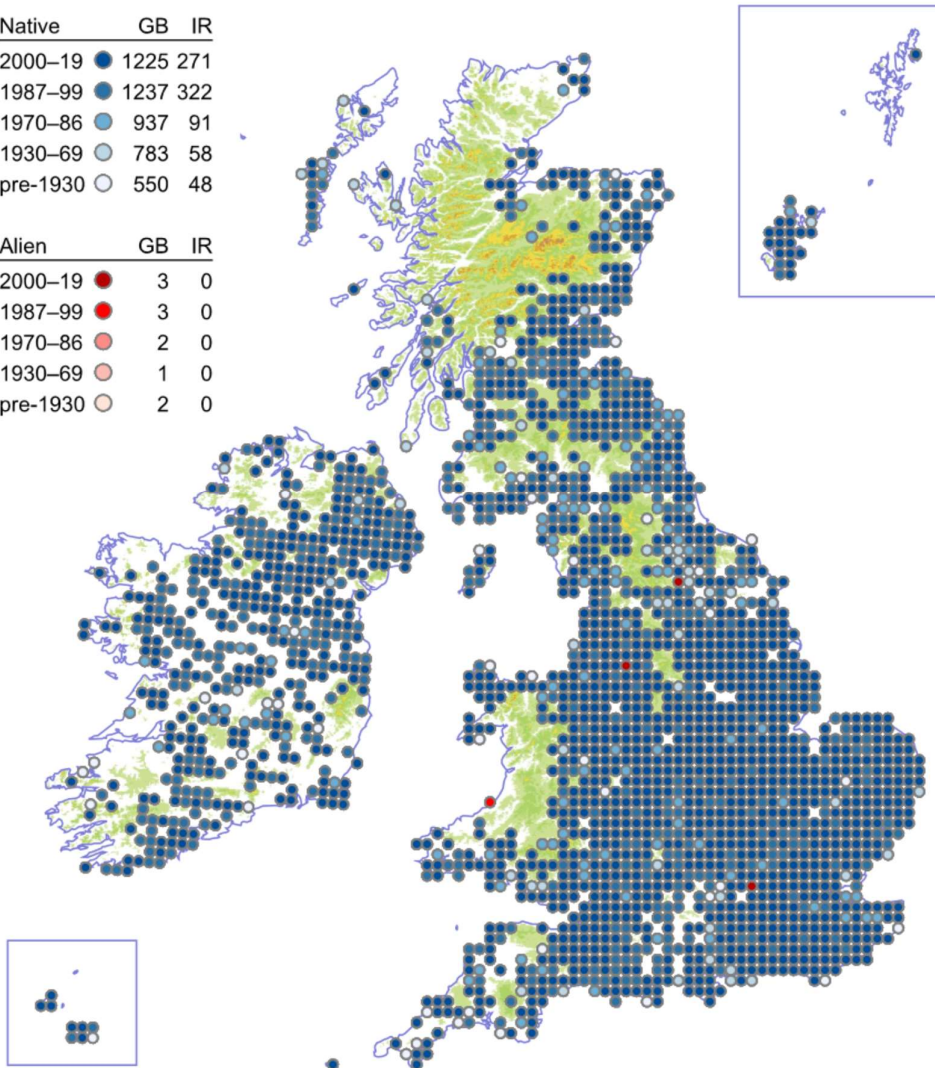 Native GB IR
2000–19 1225 271
1987–99 1237 322
1970–86 937 91
1930–69 783 58
pre-1930 550 48
Alien GB IR
2000–19 3 0
1987–99 3 0
1970–86 2 0
1930–69 1 0
pre-1930 2 0